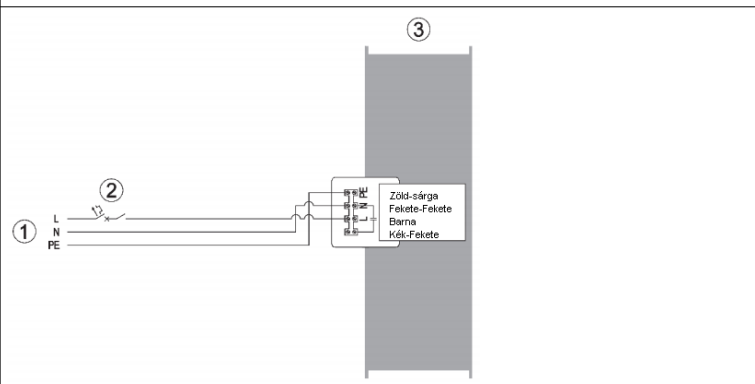 3
2
1
L
N
PE
PE
N
L
Zöld-sárga
Fekete-Fekete
Barna
Kék-Fekete